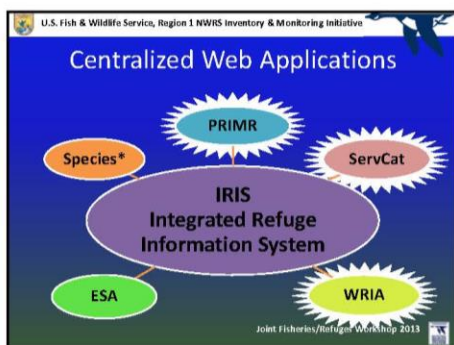 U.S. Fish & Wildlife Service, Region 1 NWRS Inventory & Monitoring Initiative
Centralized Web Applications
PRIMR
Species*
ServCat
IRIS
Integrated Refuge
Information System
ESA
WRIA
Joint Fisheries/Refuges Workshop 2013